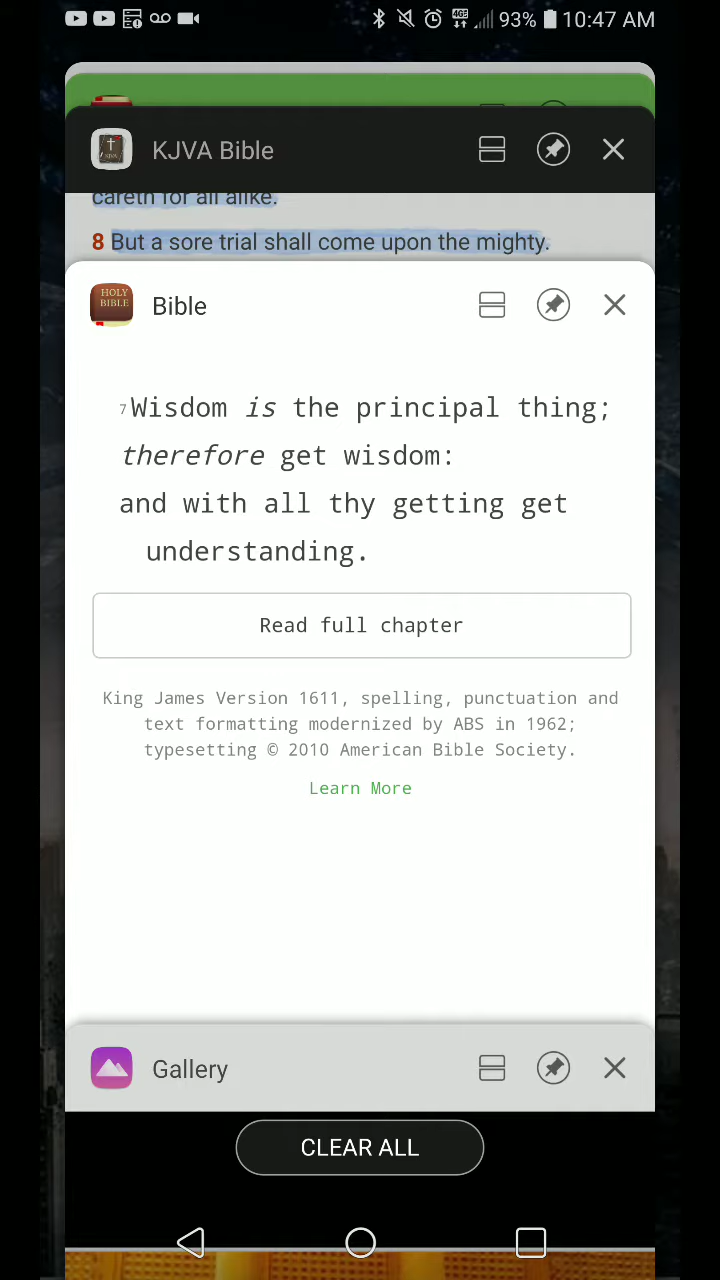 93% 10:47 AM
KJVA Bible
careth for all alike.
8 But a sore trial shall come upon the mighty.
HOLY
BIBLE
Bible
7Wisdom is the principal thing;
therefore get wisdom:
and with all thy getting get
understanding.
Read full chapter
King James Version 1611, spelling, punctuation and
text formatting modernized by ABS in 1962;
typesetting © 2010 American Bible Society.
Learn More
Gallery
CLEAR ALL